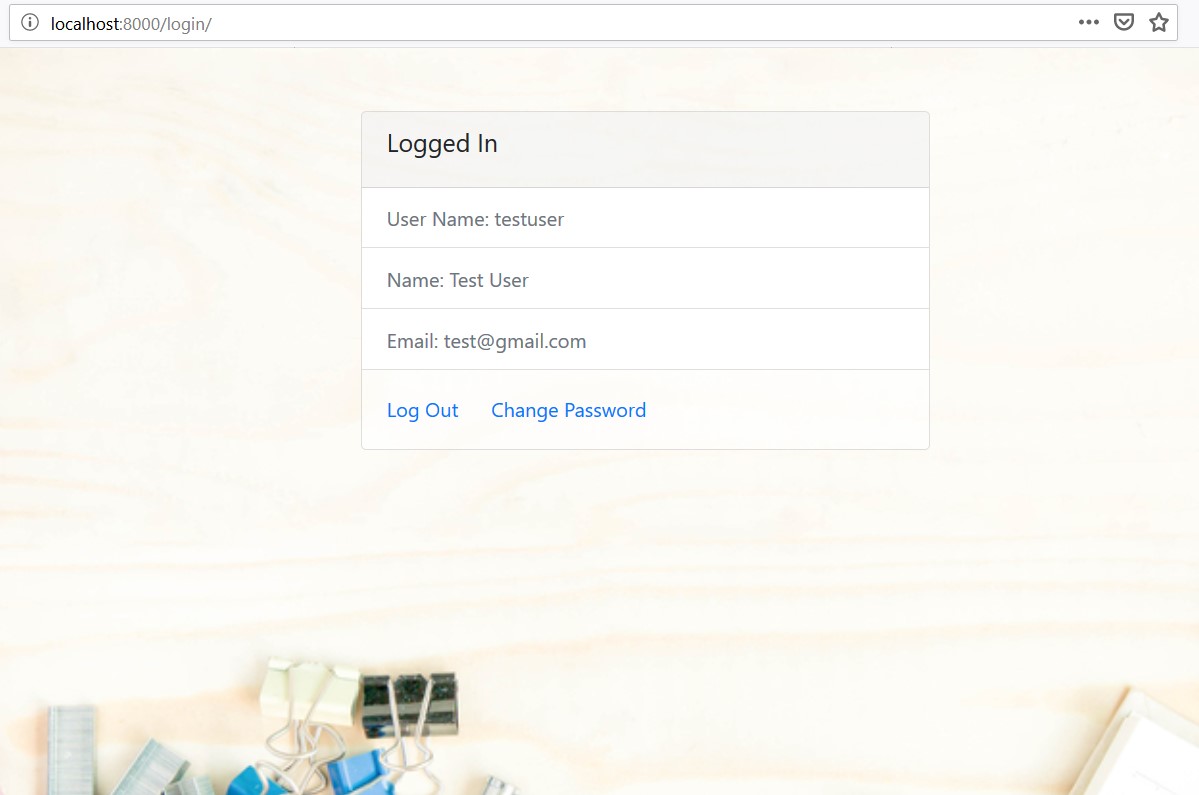 localhost:8000/login/
Logged In
User Name: testuser
Name: Test User
Email: test@gmail.com
Log Out Change Password